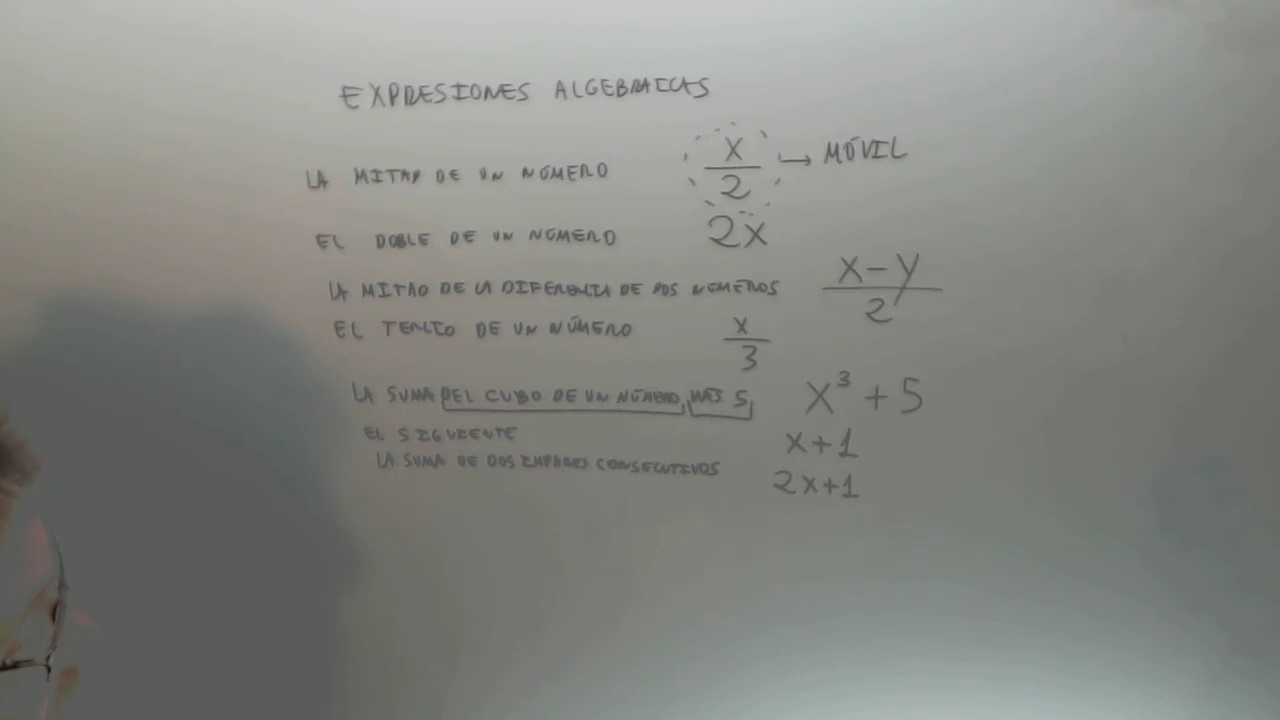 EXPRESIONES ALGEBRAICAS
LA MITAD DE UN NÚMERO x/2 → MÓVIL
EL DOBLE DE UN NÚMERO 2x
LA MITAD DE LA DIFERENCIA DE DOS NÚMEROS x-y/2
EL TERCIO DE UN NÚMERO x/3
LA SUMA DEL CUBO DE UN NÚMERO, MÁS 5 x³+5
EL SIGUIENTE x+1
LA SUMA DE DOS IMPARES CONSECUTIVOS 2x+1